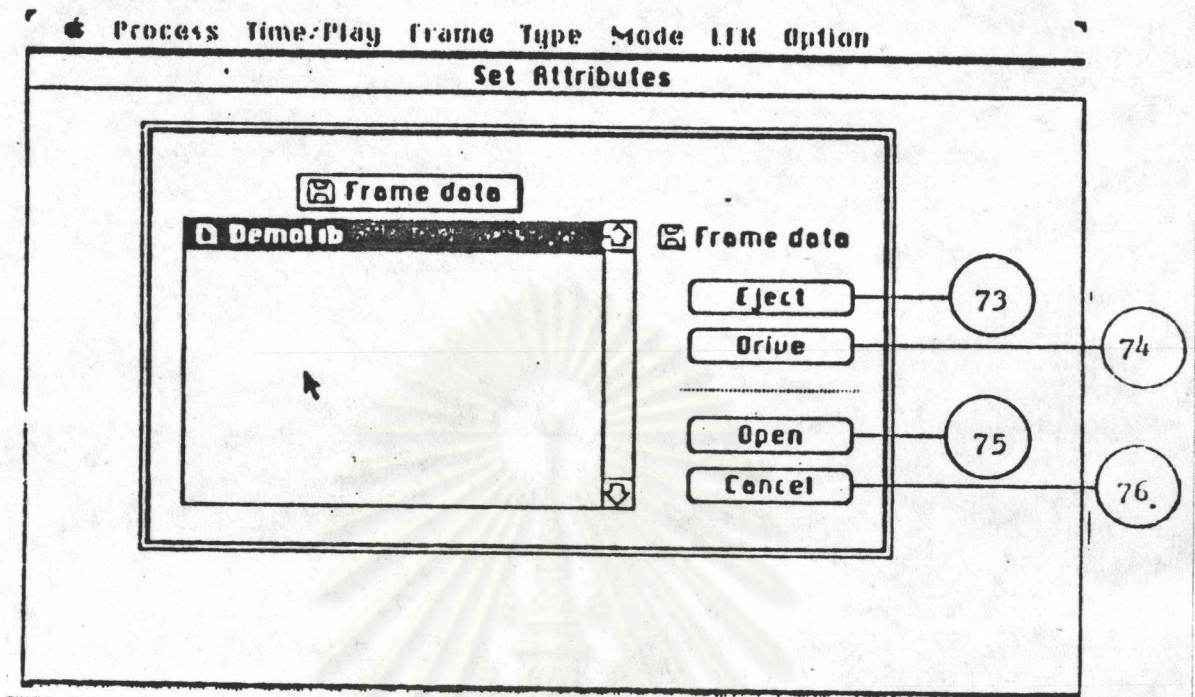 Process Time/Play Frame Type Mode LTK Option
Set Attributes
Frame data
DemoLib
Frame data
Eject
73
Drive
74
Open
75
Cancel
76